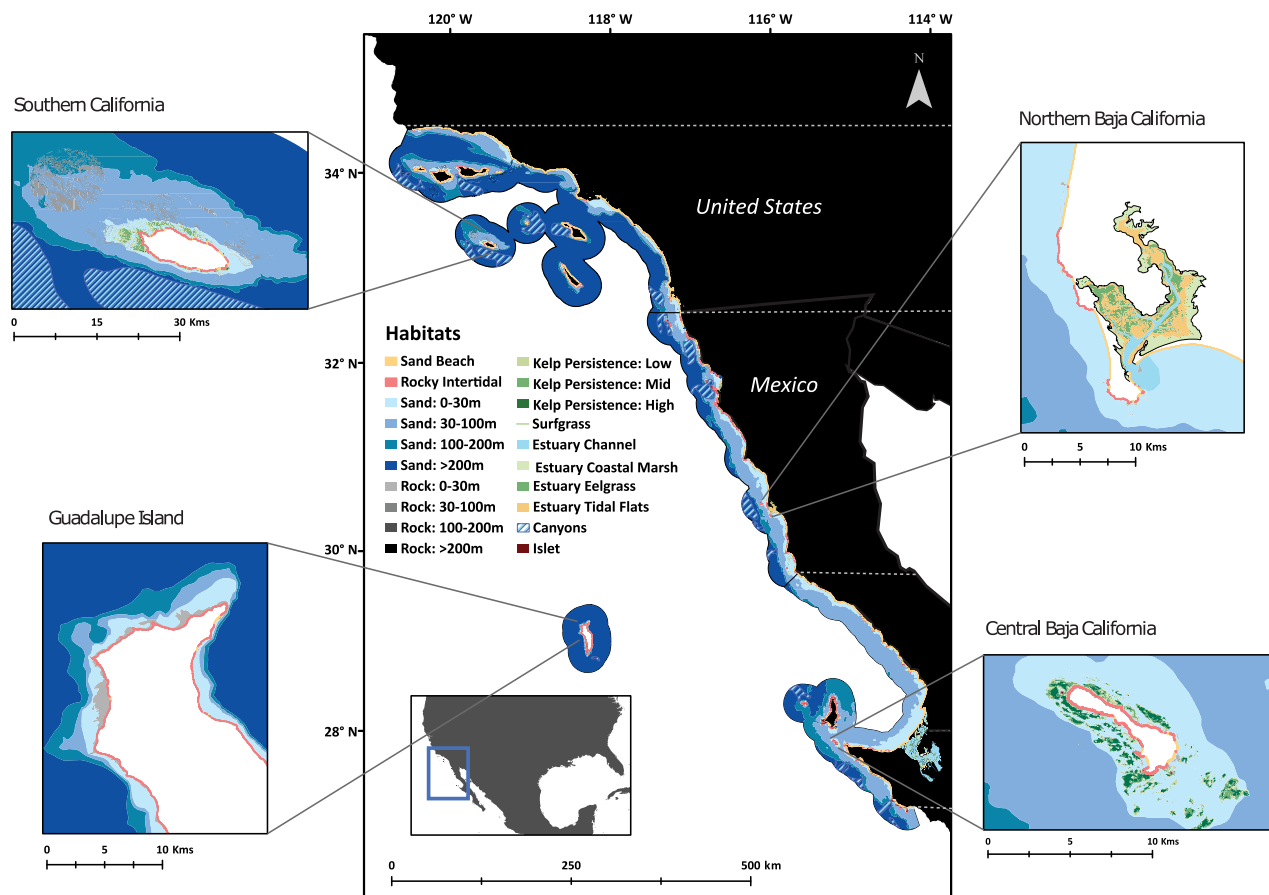 120° W
118° W
116° W
114° W
N
Southern California
0
15
30 Kms
Northern Baja California
0
5
10 Kms
34° N
32° N
30° N
28° N
United States
Mexico
Habitats
Sand Beach
Rocky Intertidal
Sand: 0-30m
Sand: 30-100m
Sand: 100-200m
Sand: >200m
Rock: 0-30m
Rock: 30-100m
Rock: 100-200m
Rock: >200m
Kelp Persistence: Low
Kelp Persistence: Mid
Kelp Persistence: High
Surfgrass
Estuary Channel
Estuary Coastal Marsh
Estuary Eelgrass
Estuary Tidal Flats
Canyons
Islet
Guadalupe Island
0
5
10 Kms
Central Baja California
0
5
10 Kms
0
250
500 km